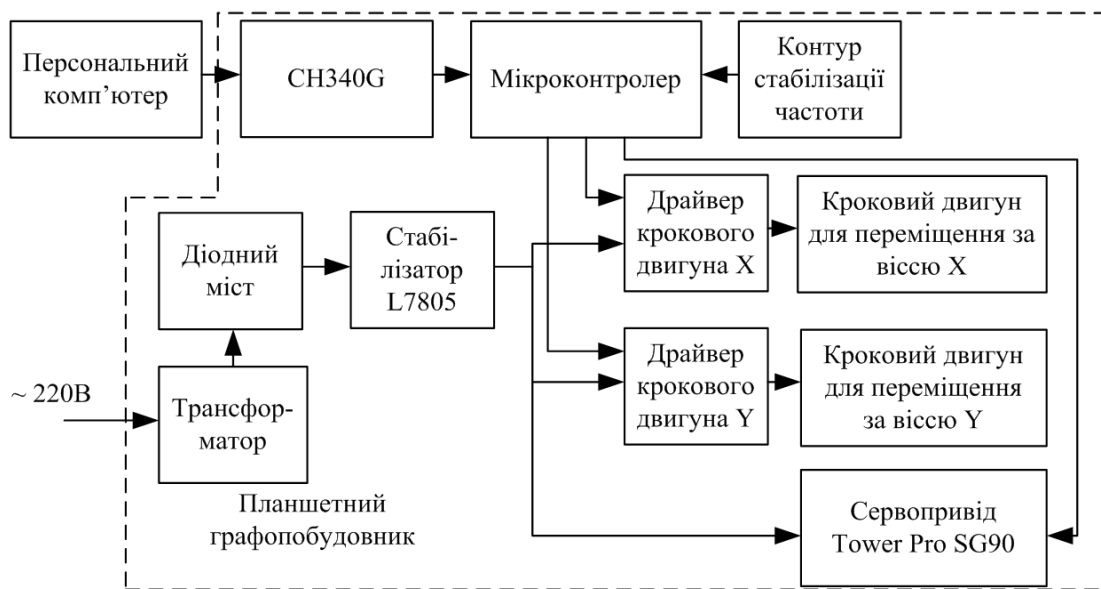 Персональний
комп’ютер
CH340G
Мікроконтролер
Контур
стабілізації
частоти
Діодний
міст
Стабі-
лізатор
L7805
Драйвер
крокового
двигуна X
Кроковий двигун
для переміщення за
віссю X
~ 220В
Трансфор-
матор
Драйвер
крокового
двигуна Y
Кроковий двигун
для переміщення
за віссю Y
Планшетний
графопобудовник
Сервопривід
Tower Pro SG90